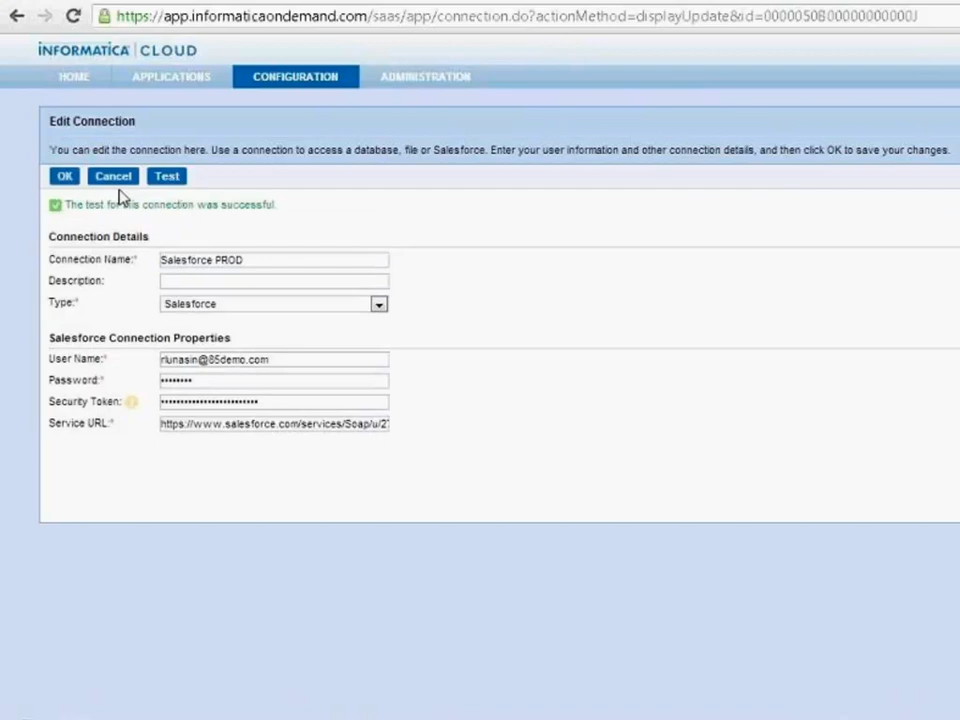 https://app.informaticaondemand.com/saas/app/connection.do?actionMethod=displayUpdate&id=0000050B00000000000J
INFORMATICA | CLOUD
HOME APPLICATIONS CONFIGURATION ADMINISTRATION
Edit Connection
You can edit the connection here. Use a connection to access a database, file or Salesforce. Enter your user information and other connection details, and then click OK to save your changes.
OK Cancel Test
The test for this connection was successful.
Connection Details
Connection Name:* Salesforce PROD
Description:
Type:* Salesforce
Salesforce Connection Properties
User Name:* rlunasin@85demo.com
Password:* ••••••••
Security Token: •••••••••••••••••••••••••
Service URL:* https://www.salesforce.com/services/Soap/u/2